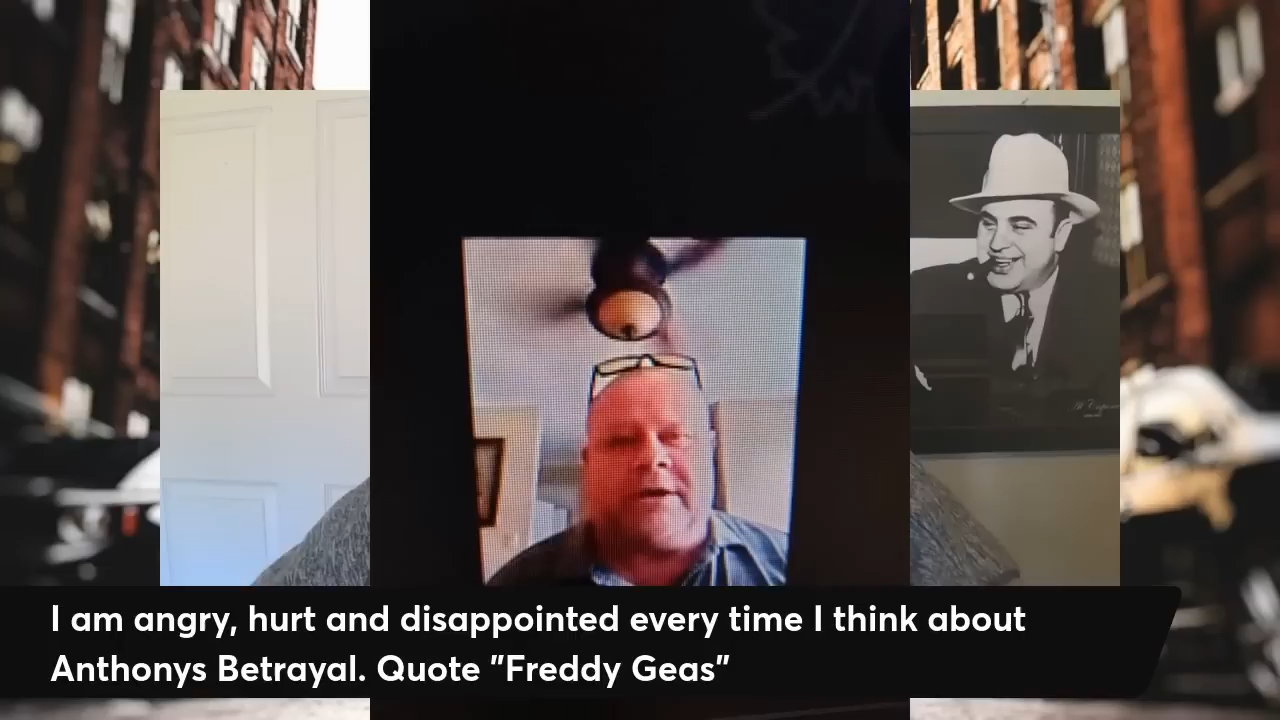 I am angry, hurt and disappointed every time I think about
Anthonys Betrayal. Quote "Freddy Geas"